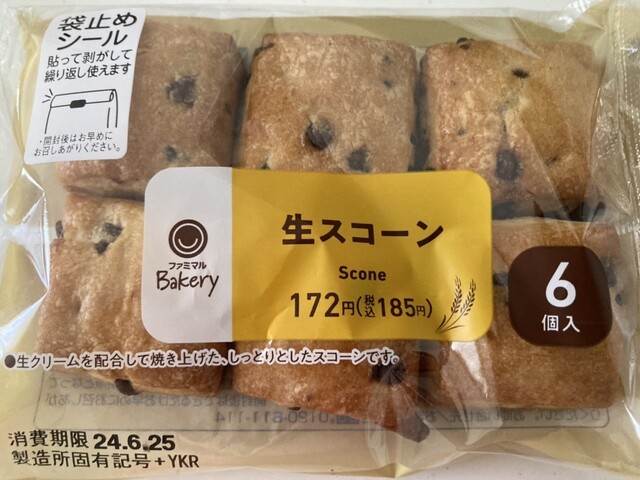 袋止め
シール
貼って剥がして
繰り返し使えます
・開封後はお早めに
お召しあがりください。
ファミマル
Bakery
生スコーン
Scone
172円(税込185円)
6
個入
●生クリームを配合して焼き上げた、しっとりとしたスコーンです。
消費期限 24.6.25
製造所固有記号+YKR